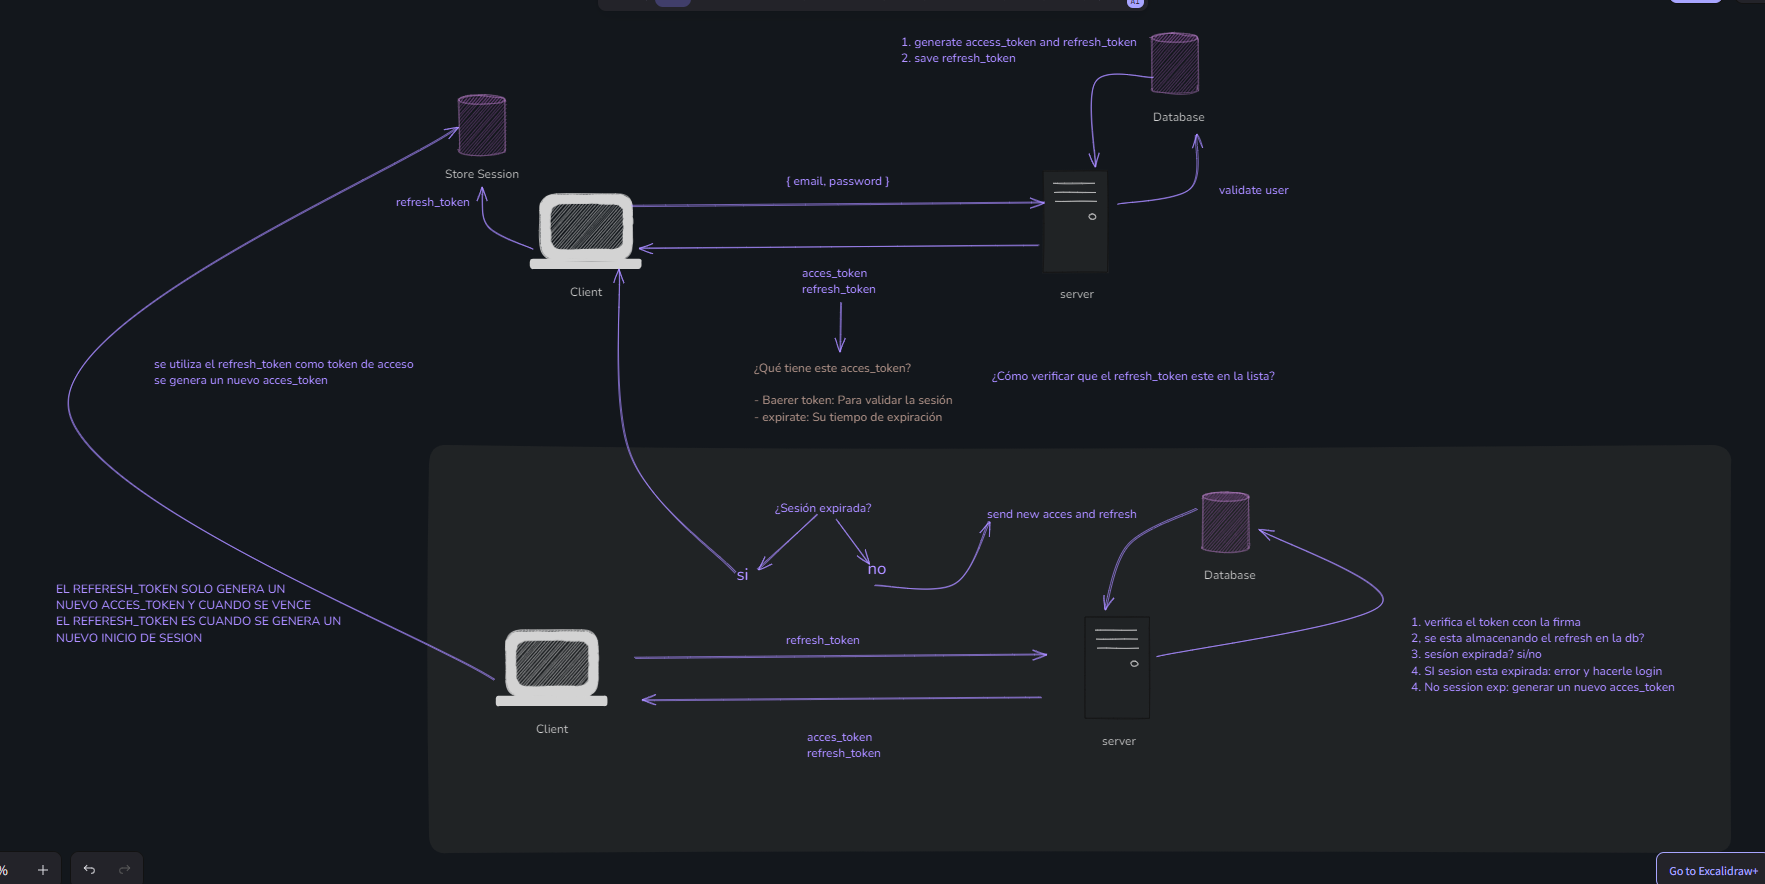 AI
1. generate access_token and refresh_token
2. save refresh_token
Database
Store Session
{ email, password }
validate user
refresh_token
acces_token
refresh_token
Client
server
se utiliza el refresh_token como token de acceso
se genera un nuevo acces_token
¿Qué tiene este acces_token?
¿Cómo verificar que el refresh_token este en la lista?
- Baerer token: Para validar la sesión
- expirate: Su tiempo de expiración
¿Sesión expirada?
send new acces and refresh
si
no
Database
EL REFERESH_TOKEN SOLO GENERA UN
NUEVO ACCES_TOKEN Y CUANDO SE VENCE
EL REFERESH_TOKEN ES CUANDO SE GENERA UN
NUEVO INICIO DE SESION
refresh_token
1. verifica el token ccon la firma
2, se esta almacenando el refresh en la db?
3. sesíon expirada? si/no
4. SI sesion esta expirada: error y hacerle login
4. No session exp: generar un nuevo acces_token
Client
acces_token
refresh_token
server
%
Go to Excalidraw+